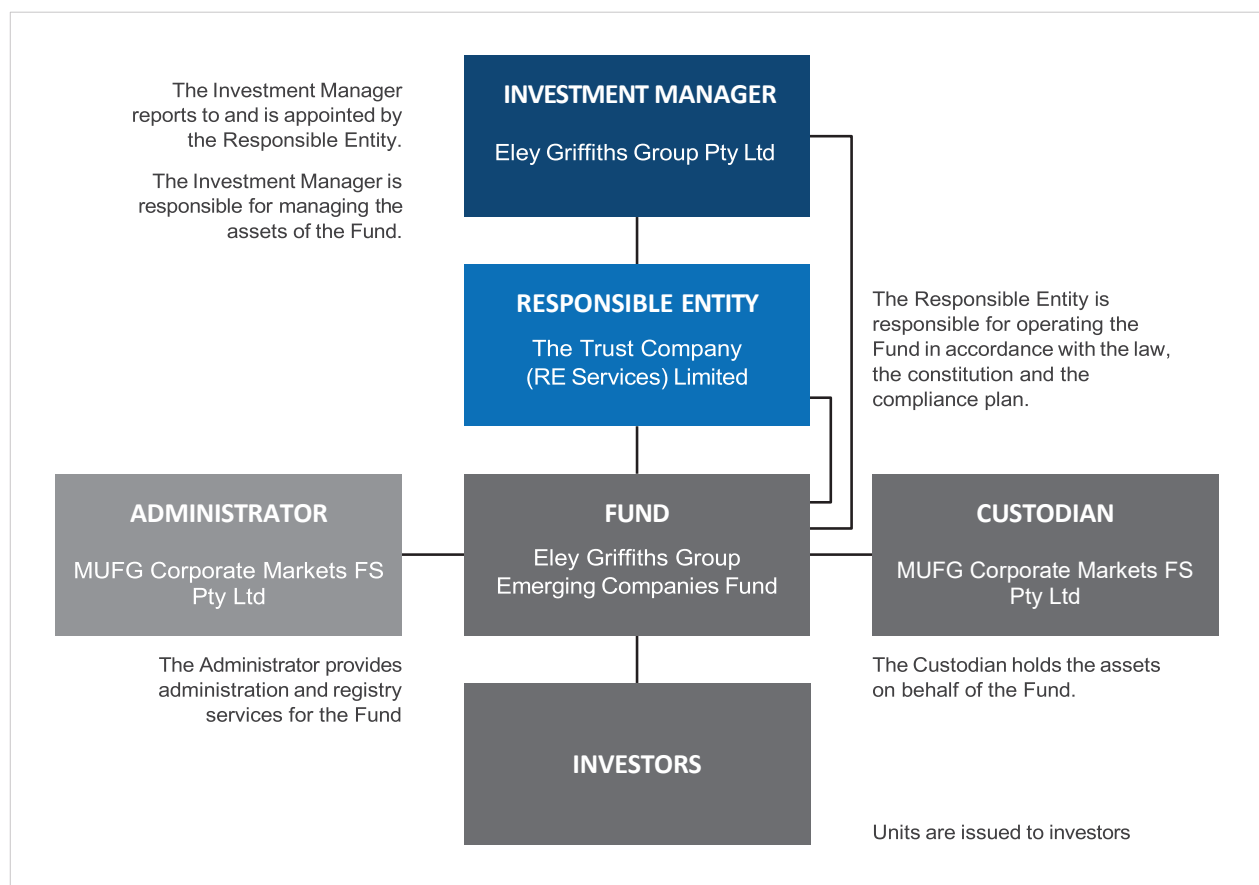 The Investment Manager
reports to and is appointed by
the Responsible Entity.
The Investment Manager is
responsible for managing the
assets of the Fund.
INVESTMENT MANAGER
Eley Griffiths Group Pty Ltd
RESPONSIBLE ENTITY
The Trust Company
(RE Services) Limited
The Responsible Entity is
responsible for operating the
Fund in accordance with the law,
the constitution and the
compliance plan.
ADMINISTRATOR
MUFG Corporate Markets FS
Pty Ltd
FUND
Eley Griffiths Group
Emerging Companies Fund
CUSTODIAN
MUFG Corporate Markets FS
Pty Ltd
The Administrator provides
administration and registry
services for the Fund
The Custodian holds the assets
on behalf of the Fund.
INVESTORS
Units are issued to investors